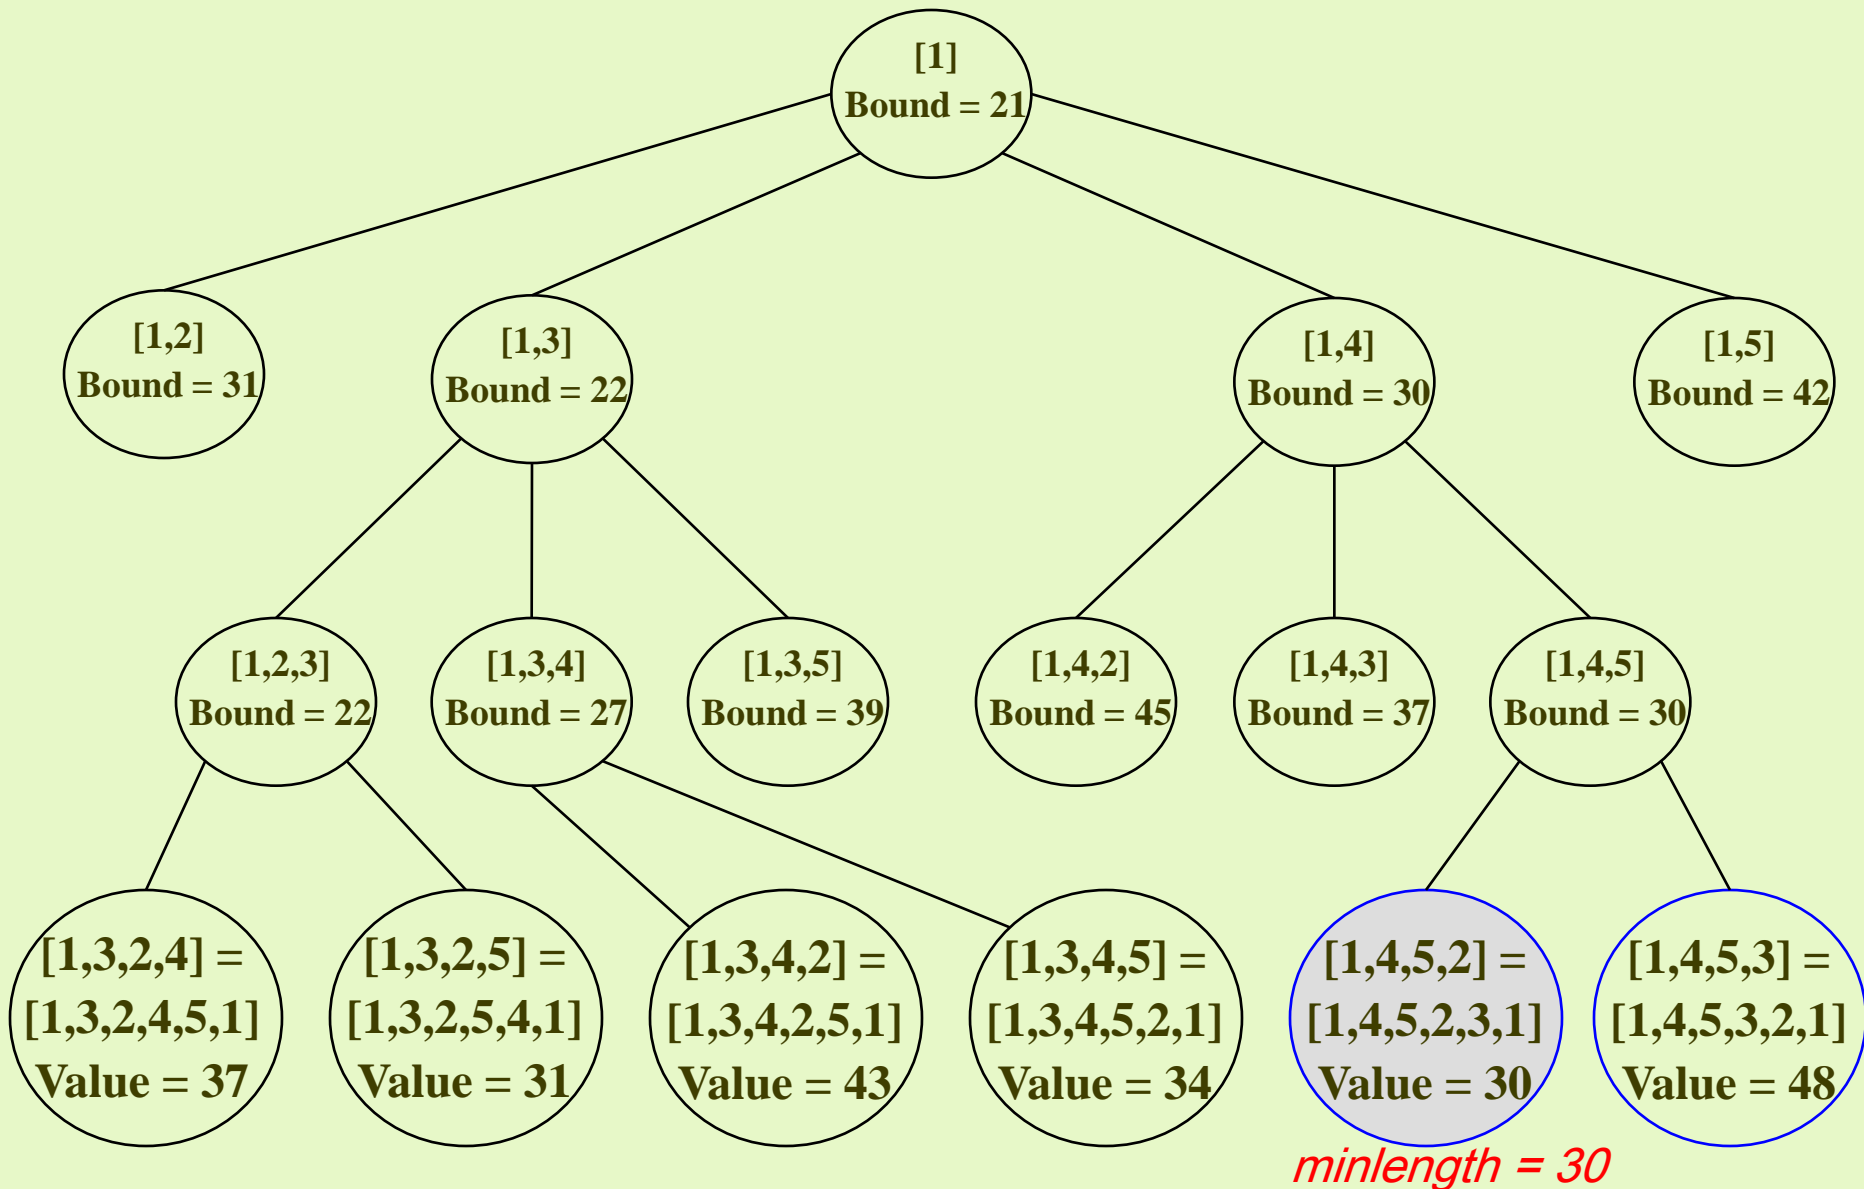 [1]
Bound = 21
[1,2]
Bound = 31
[1,3]
Bound = 22
[1,4]
Bound = 30
[1,5]
Bound = 42
[1,2,3]
Bound = 22
[1,3,4]
Bound = 27
[1,3,5]
Bound = 39
[1,4,2]
Bound = 45
[1,4,3]
Bound = 37
[1,4,5]
Bound = 30
[1,3,2,4] =
[1,3,2,4,5,1]
Value = 37
[1,3,2,5] =
[1,3,2,5,4,1]
Value = 31
[1,3,4,2] =
[1,3,4,2,5,1]
Value = 43
[1,3,4,5] =
[1,3,4,5,2,1]
Value = 34
[1,4,5,2] =
[1,4,5,2,3,1]
Value = 30
[1,4,5,3] =
[1,4,5,3,2,1]
Value = 48
minlength = 30